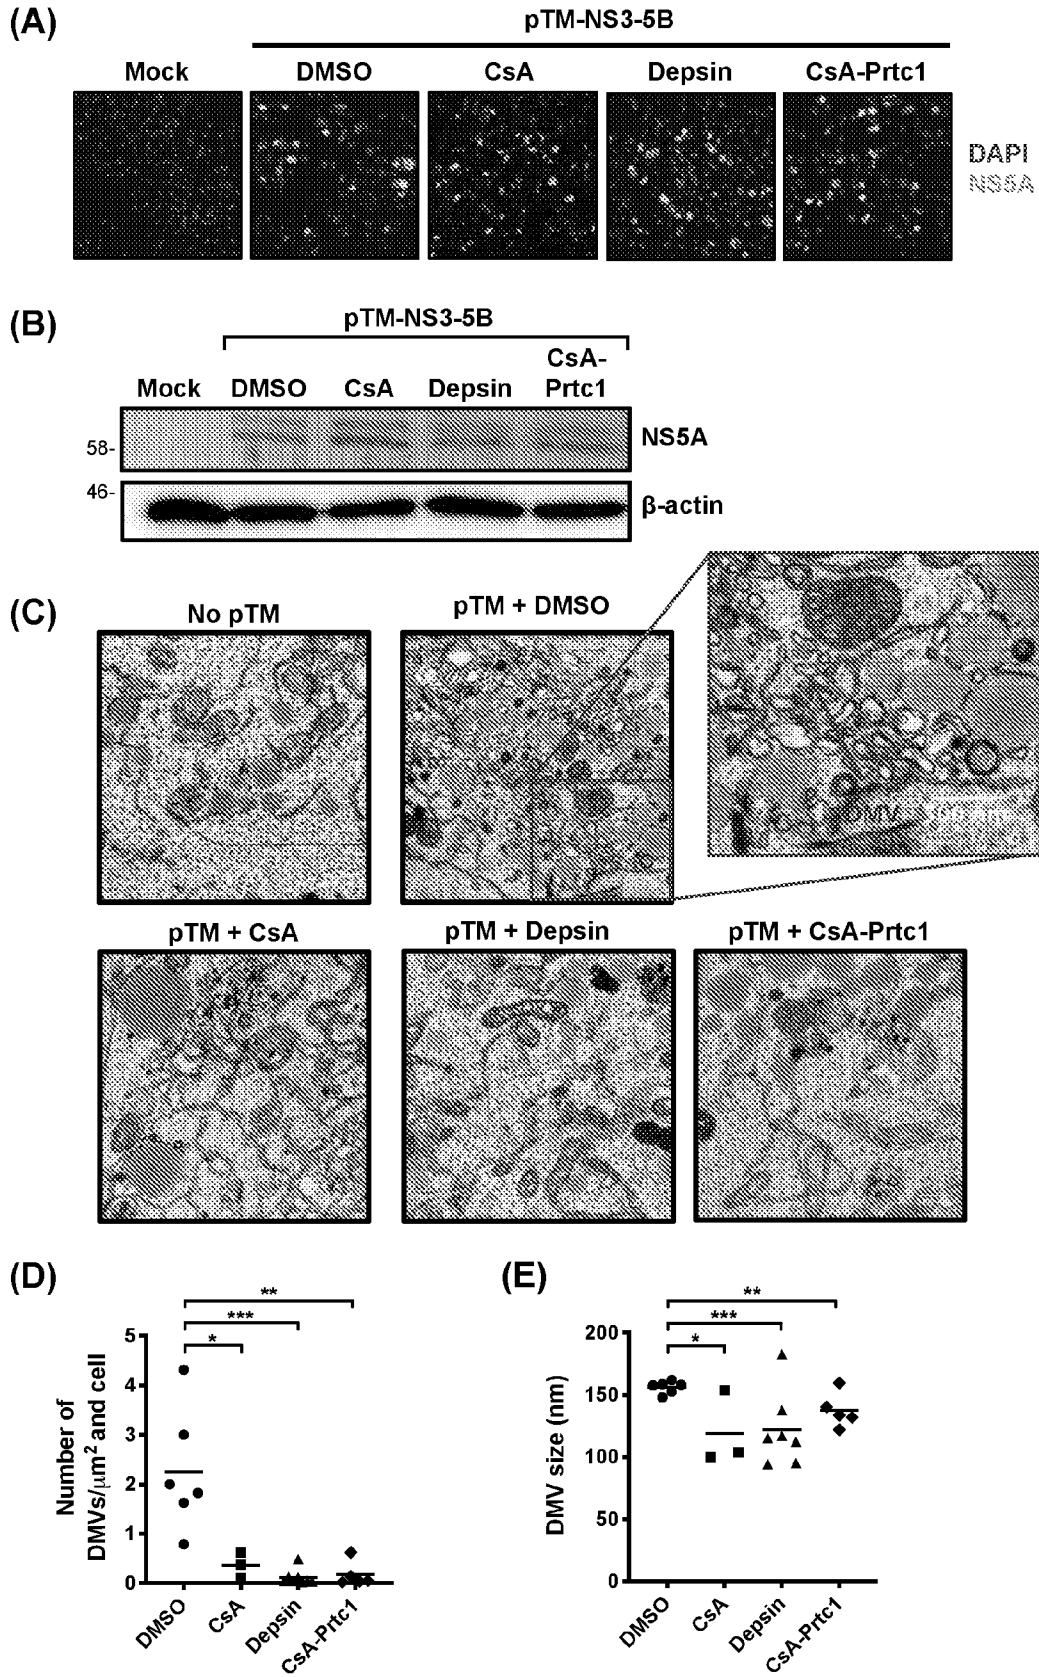 (A)
pTM-NS3-5B
Mock DMSO CsA Depsin CsA-Prtc1
DAPI
NS5A
(B)
pTM-NS3-5B
Mock DMSO CsA Depsin CsA-
Prtc1
58- NS5A
46-
β-actin
(C)
No pTM pTM + DMSO
DMV
pTM + CsA pTM + Depsin pTM + CsA-Prtc1
(D)
**
***
*
Number of
DMVs/μm² and cell
5
4
3
2
1
0
DMSO CsA Depsin CsA-Prtc1
(E)
**
***
*
DMV size (nm)
200
150
100
50
0
DMSO CsA Depsin CsA-Prtc1